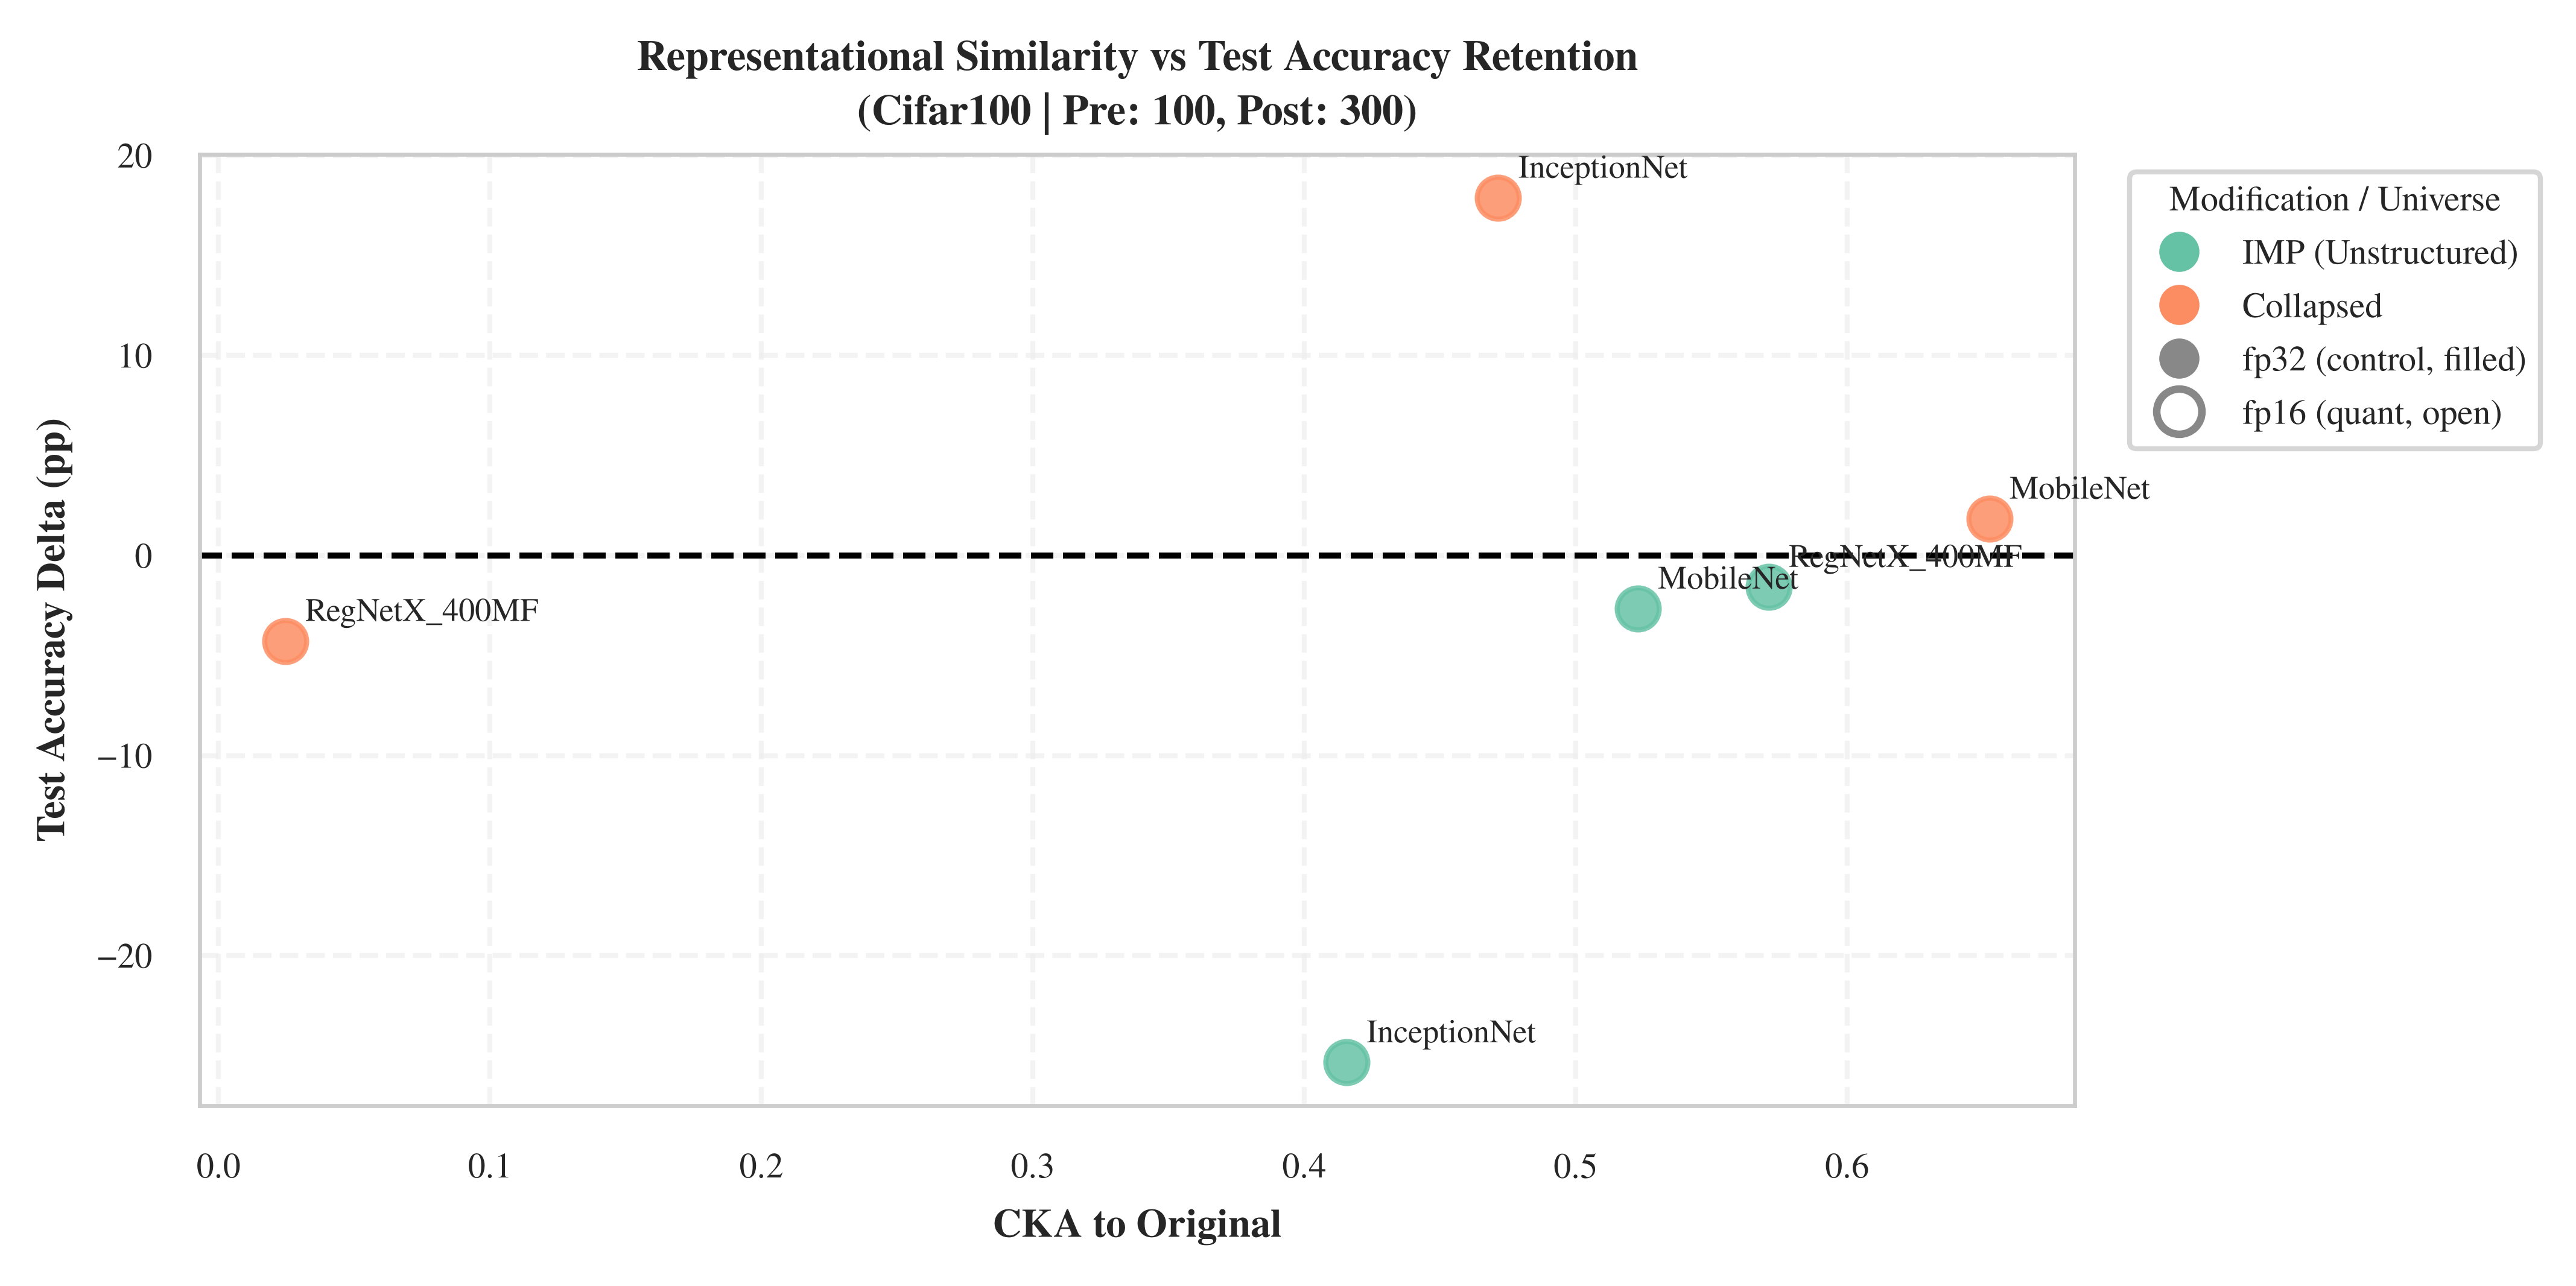 Representational Similarity vs Test Accuracy Retention
(Cifar100 | Pre: 100, Post: 300)
Test Accuracy Delta (pp)
20
10
0
−10
−20
InceptionNet
MobileNet
RegNetX_400MF
MobileNet
RegNetX_400MF
InceptionNet
0.0
0.1
0.2
0.3
0.4
0.5
0.6
CKA to Original
Modification / Universe
IMP (Unstructured)
Collapsed
fp32 (control, filled)
fp16 (quant, open)